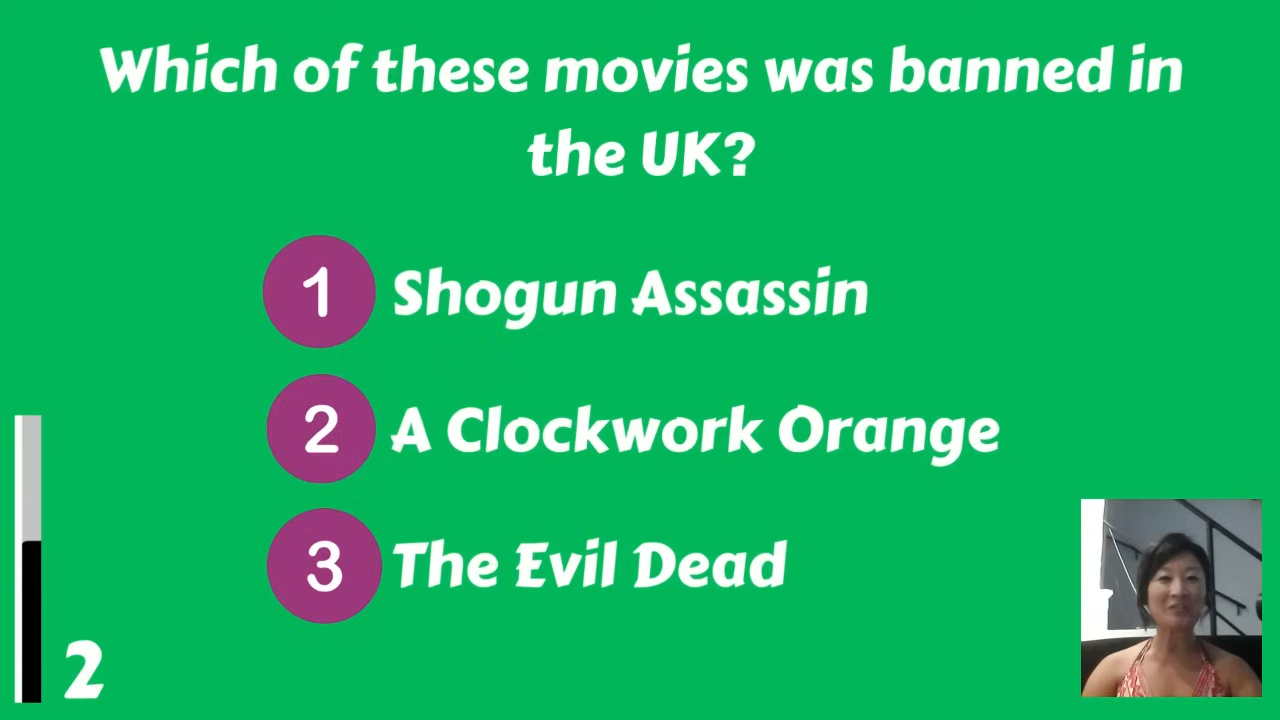 Which of these movies was banned in
the UK?
1 Shogun Assassin
2 A Clockwork Orange
3 The Evil Dead
2